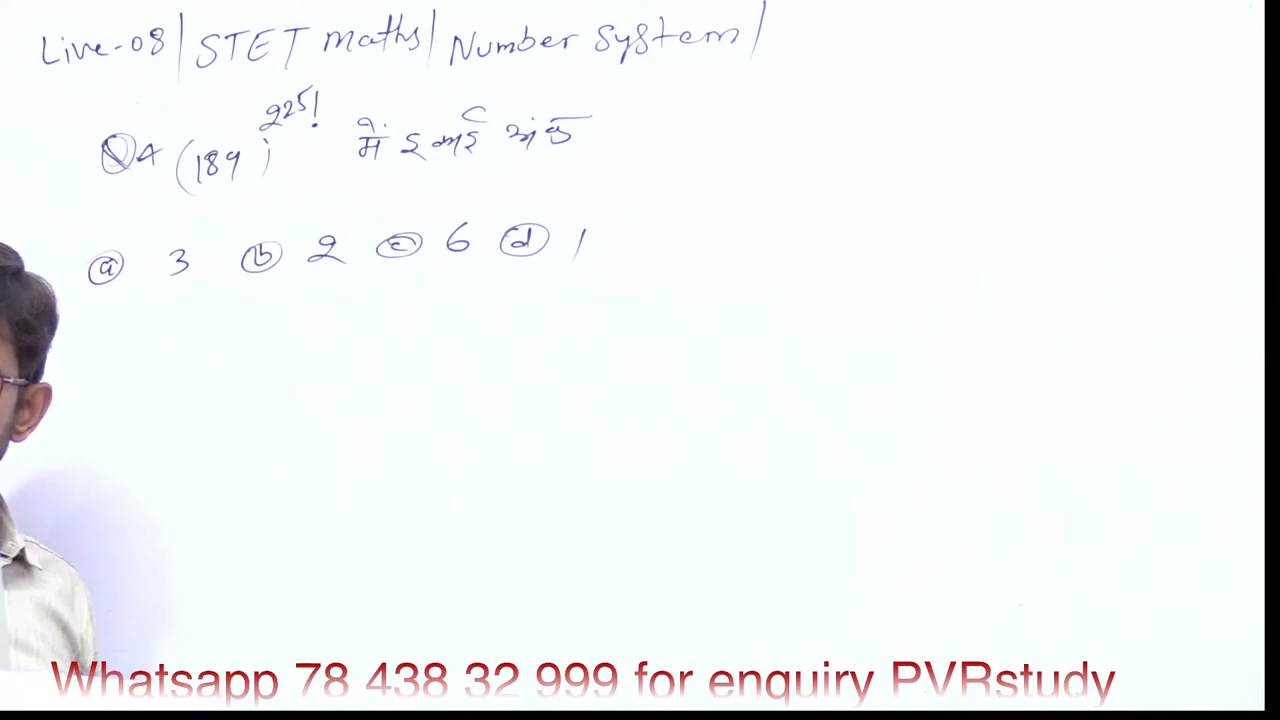 Live-08 | STET maths | Number System |
Q4 (189)^225! में इकाई अंक
(a) 3 (b) 2 (c) 6 (d) 1
Whatsapp 78 438 32 999 for enquiry PVRstudy